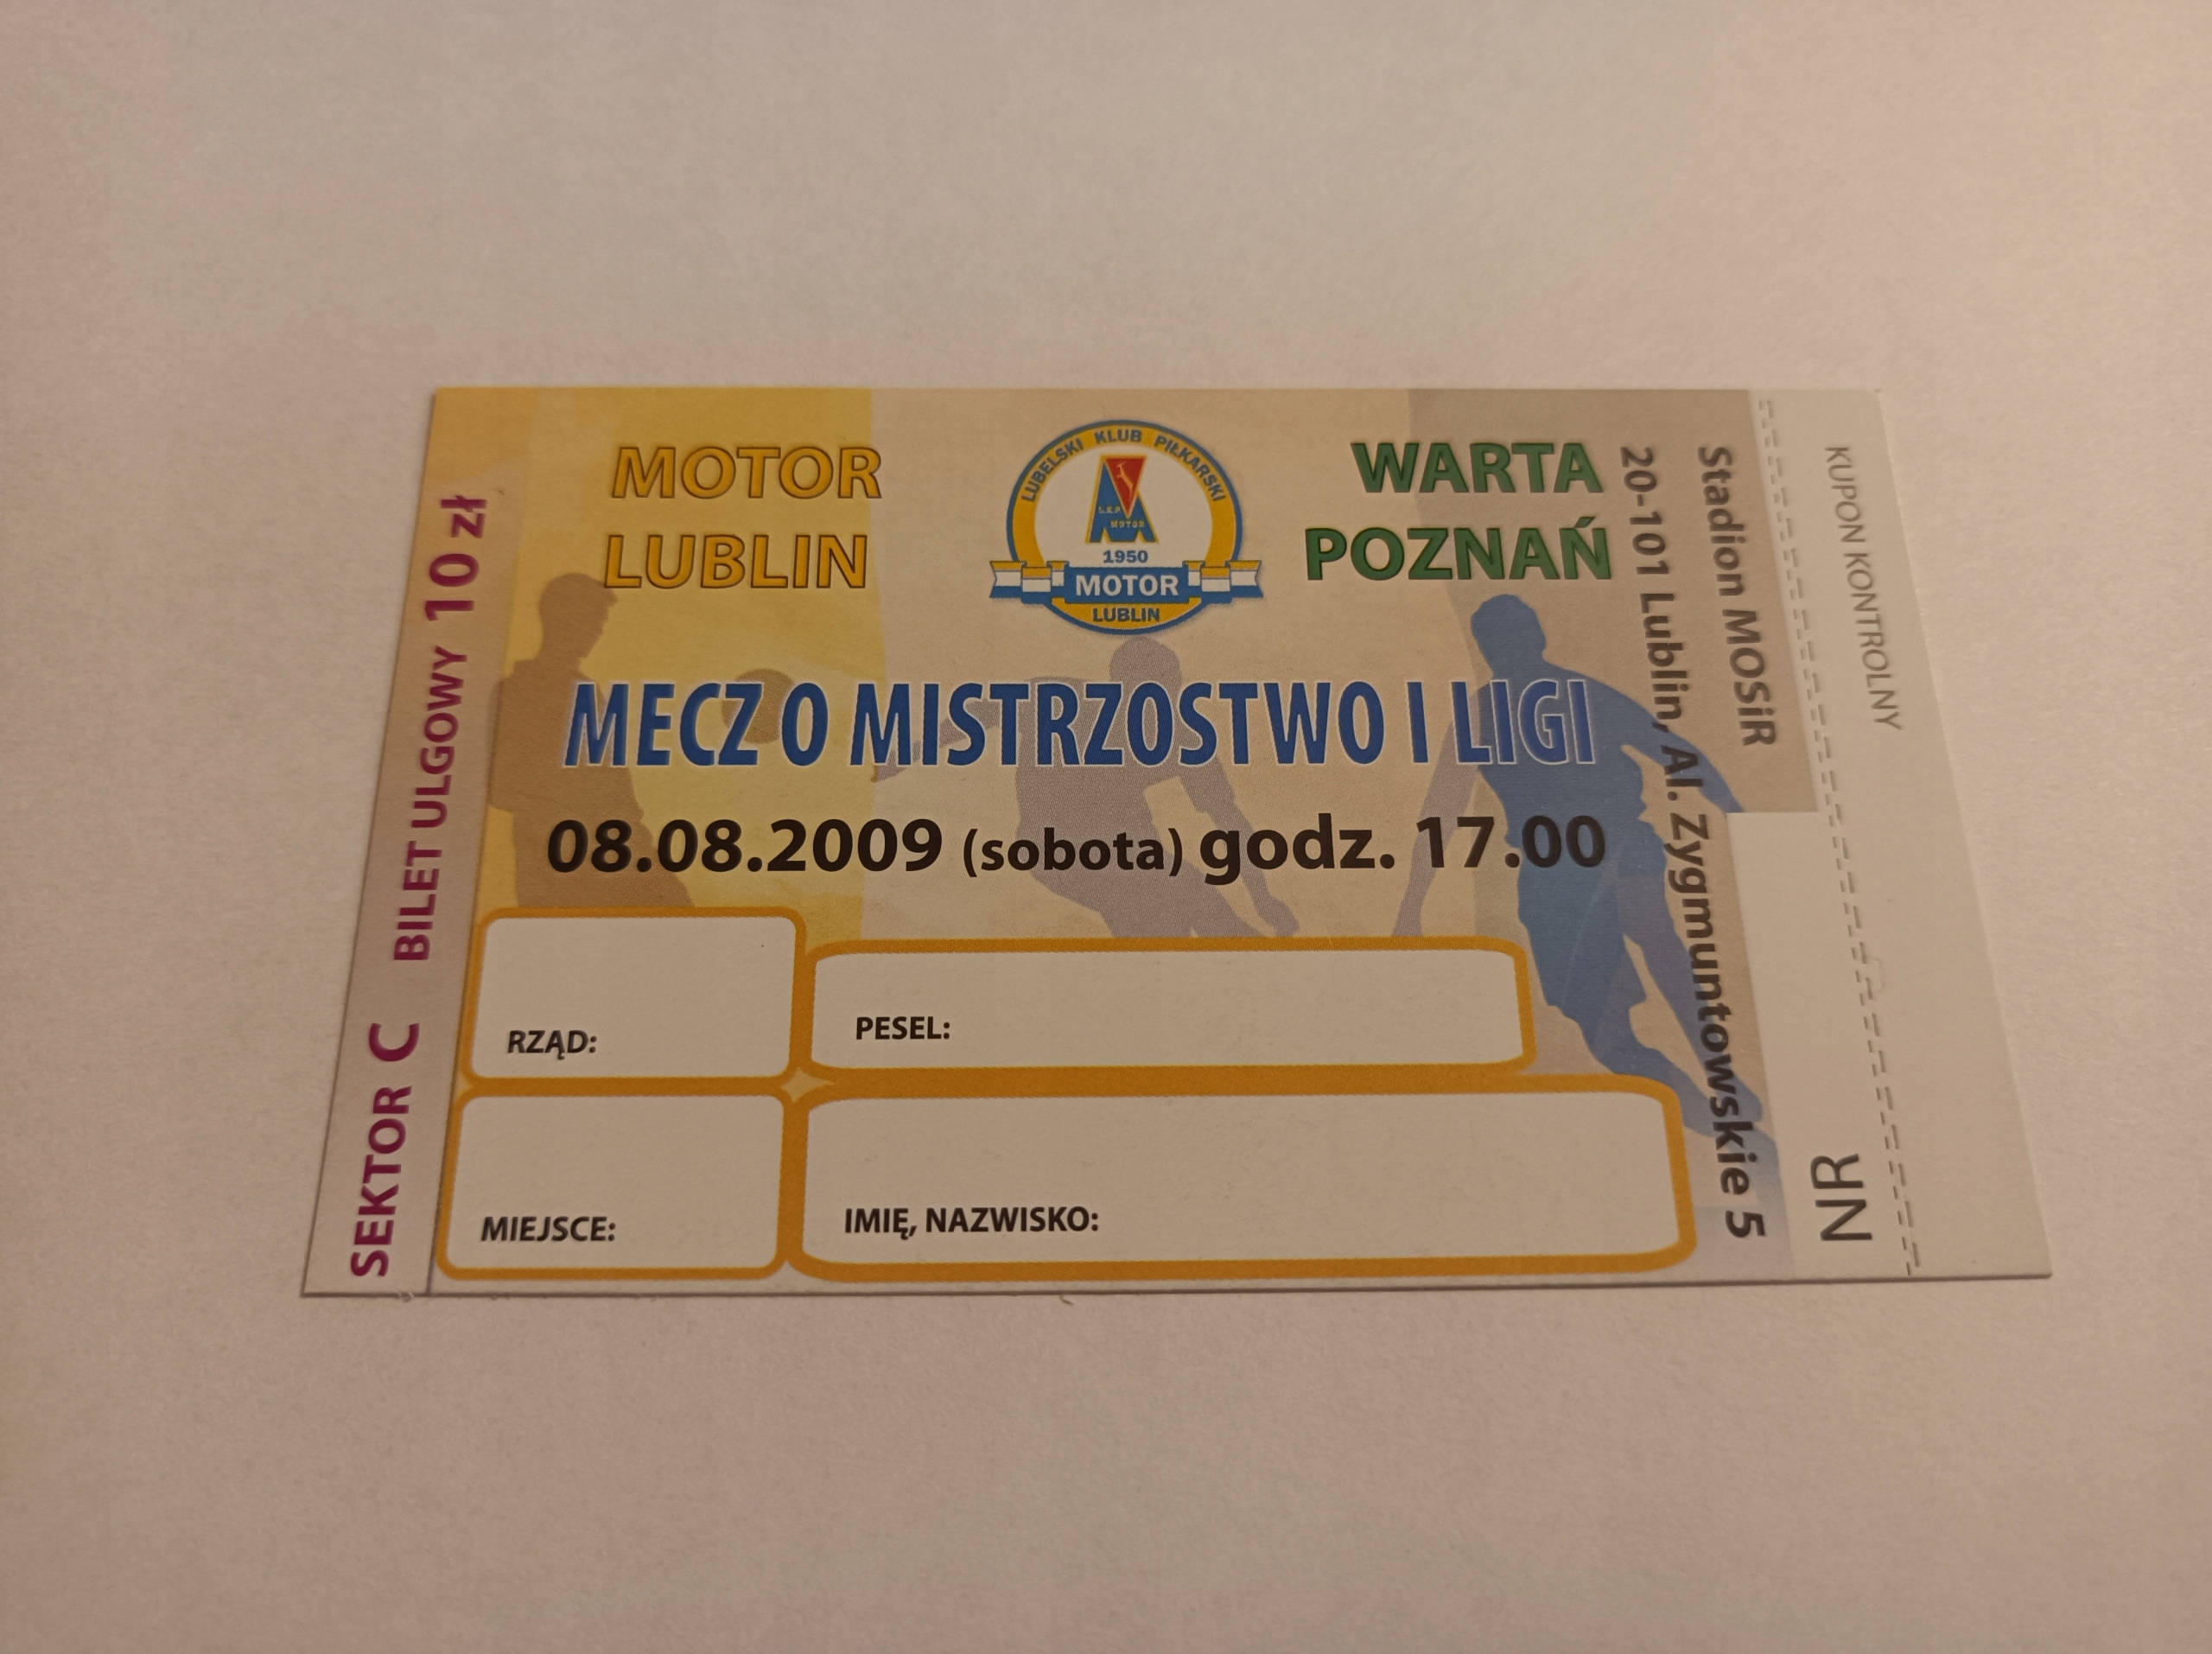 SEKTOR C BILET ULGOWY 10 zł
MOTOR
LUBLIN
LUBELSKI KLUB PIŁKARSKI
L.K.P.
MOTOR
1950
MOTOR
LUBLIN
WARTA
POZNAŃ
MECZ O MISTRZOSTWO I LIGI
08.08.2009 (sobota) godz. 17.00
RZĄD:
PESEL:
MIEJSCE:
IMIĘ, NAZWISKO:
Stadion MOSiR
20-101 Lublin, Al. Zygmuntowskie 5
NR
KUPON KONTROLNY